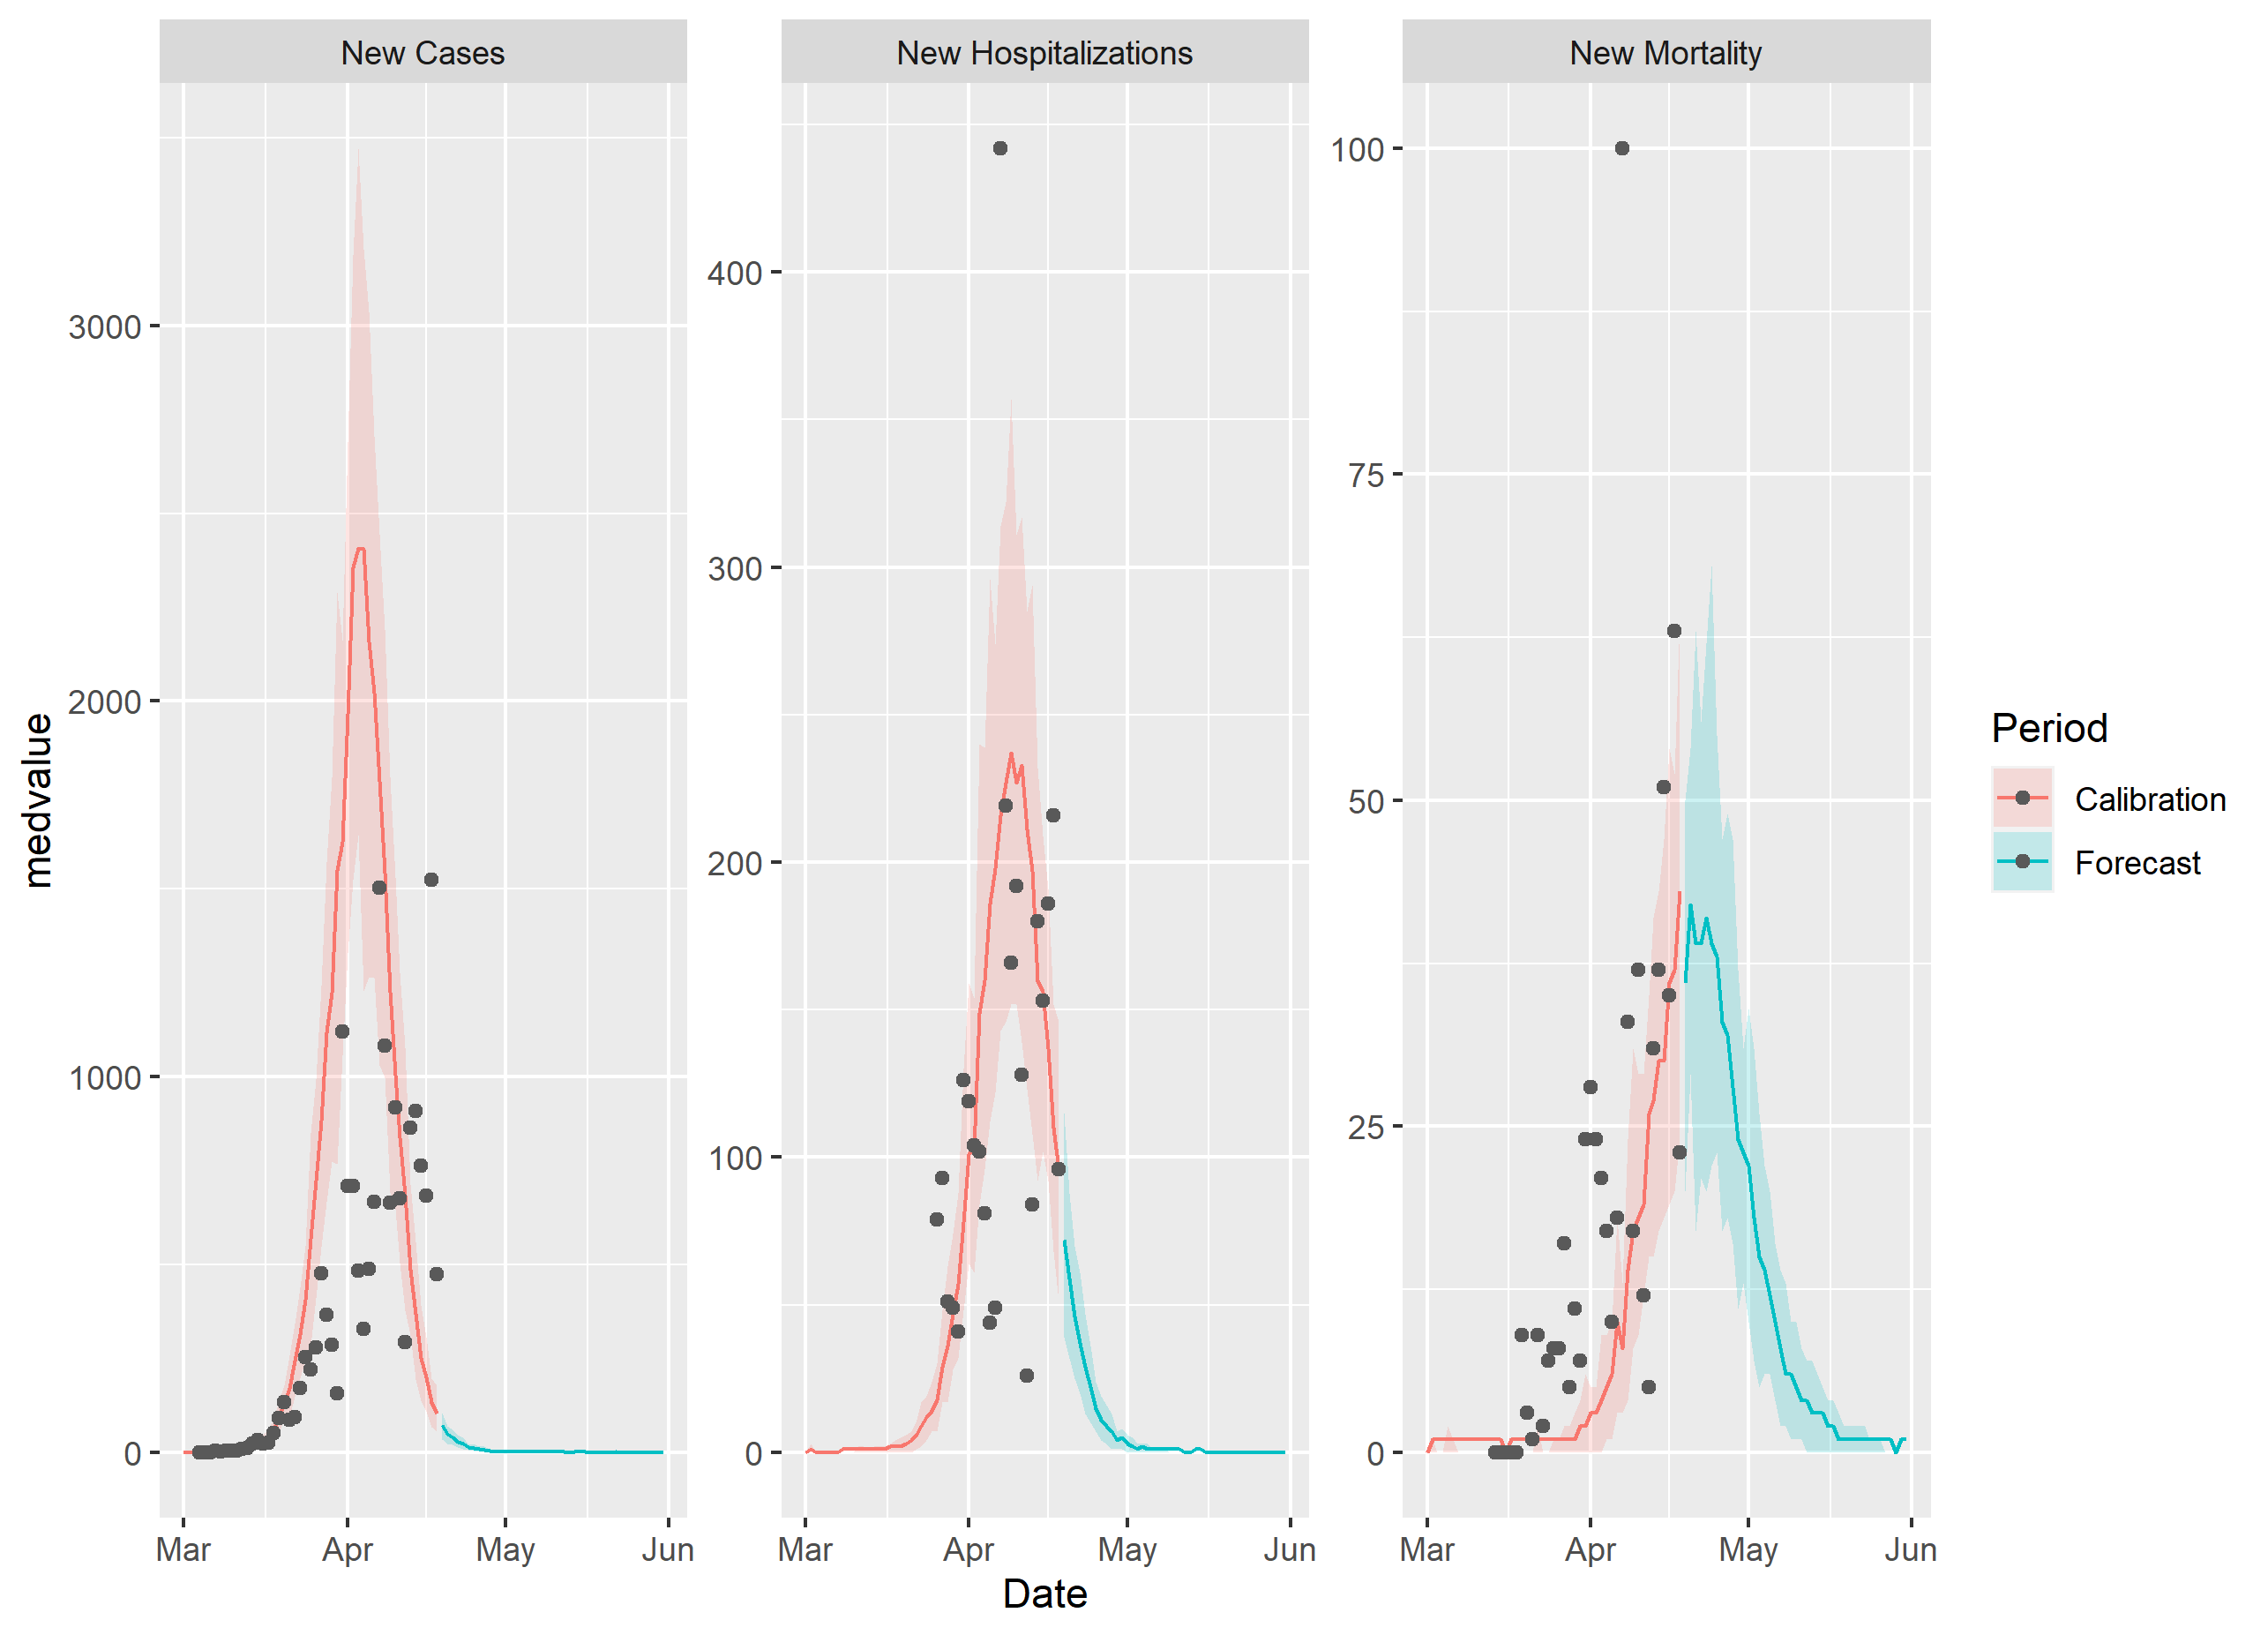 New Cases
New Hospitalizations
New Mortality
medvalue
3000
2000
1000
0
400
300
200
100
0
100
75
50
25
0
Mar Apr May Jun
Mar Apr May Jun
Mar Apr May Jun
Date
Period
Calibration
Forecast